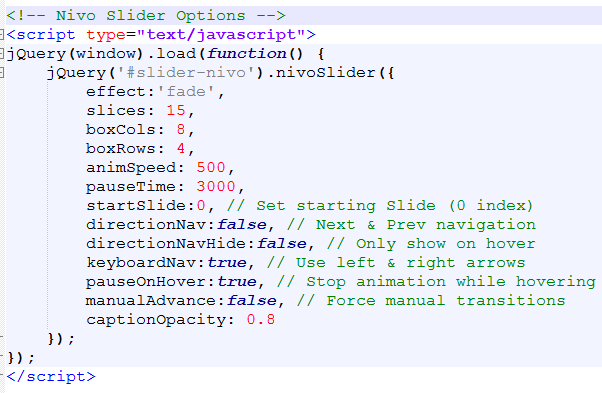 <!-- Nivo Slider Options -->
<script type="text/javascript">
jQuery(window).load(function() {
    jQuery('#slider-nivo').nivoSlider({
        effect:'fade',
        slices: 15,
        boxCols: 8,
        boxRows: 4,
        animSpeed: 500,
        pauseTime: 3000,
        startSlide:0, // Set starting Slide (0 index)
        directionNav:false, // Next & Prev navigation
        directionNavHide:false, // Only show on hover
        keyboardNav:true, // Use left & right arrows
        pauseOnHover:true, // Stop animation while hovering
        manualAdvance:false, // Force manual transitions
        captionOpacity: 0.8
    });
});
</script>